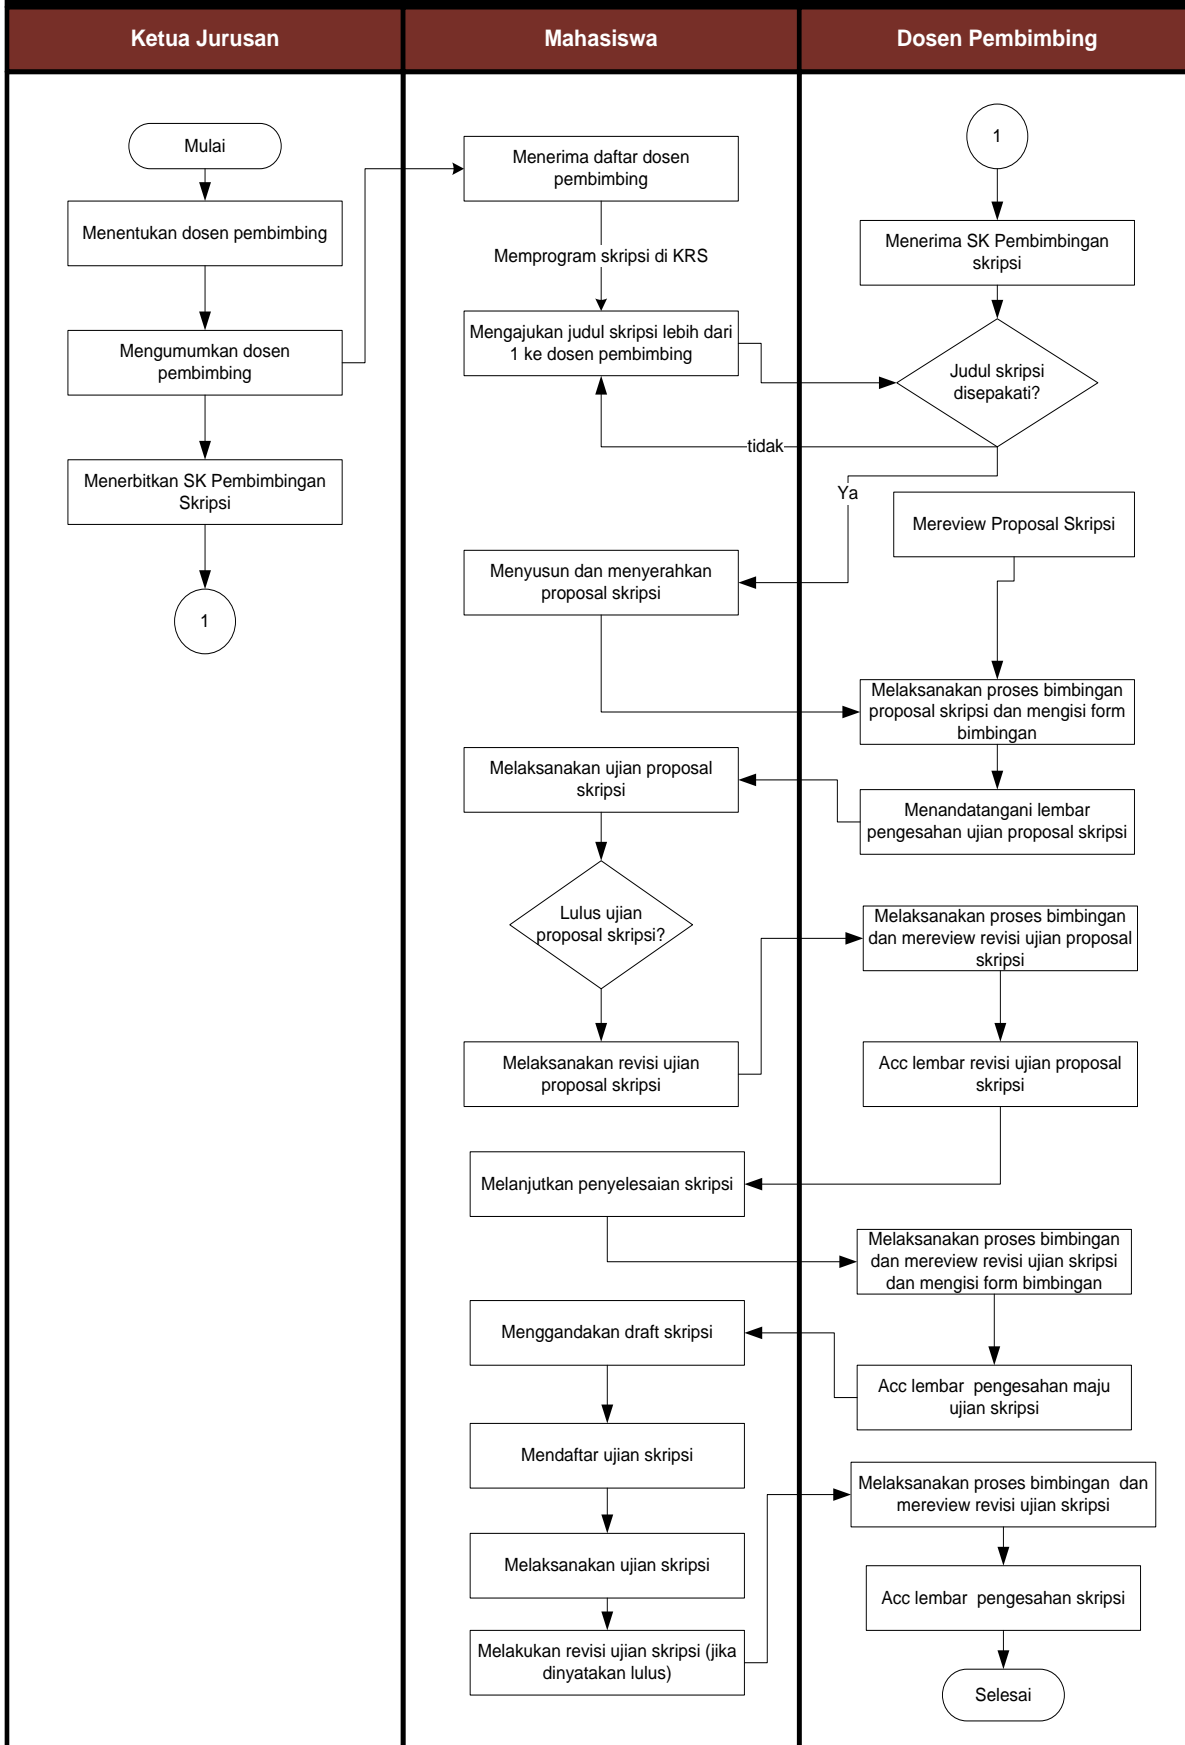 Ketua Jurusan
Mahasiswa
Dosen Pembimbing
Mulai
Menentukan dosen pembimbing
Mengumumkan dosen
pembimbing
Menerbitkan SK Pembimbingan
Skripsi
1
Menerima daftar dosen
pembimbing
Memprogram skripsi di KRS
Mengajukan judul skripsi lebih dari
1 ke dosen pembimbing
1
Menerima SK Pembimbingan
skripsi
Judul skripsi
disepakati?
tidak
Ya
Mereview Proposal Skripsi
Menyusun dan menyerahkan
proposal skripsi
Melaksanakan proses bimbingan
proposal skripsi dan mengisi form
bimbingan
Menandatangani lembar
pengesahan ujian proposal skripsi
Melaksanakan ujian proposal
skripsi
Lulus ujian
proposal skripsi?
Melaksanakan revisi ujian
proposal skripsi
Melaksanakan proses bimbingan
dan mereview revisi ujian proposal
skripsi
Acc lembar revisi ujian proposal
skripsi
Melanjutkan penyelesaian skripsi
Melaksanakan proses bimbingan
dan mereview revisi ujian skripsi
dan mengisi form bimbingan
Acc lembar  pengesahan maju
ujian skripsi
Menggandakan draft skripsi
Mendaftar ujian skripsi
Melaksanakan ujian skripsi
Melakukan revisi ujian skripsi (jika
dinyatakan lulus)
Melaksanakan proses bimbingan  dan
mereview revisi ujian skripsi
Acc lembar  pengesahan skripsi
Selesai